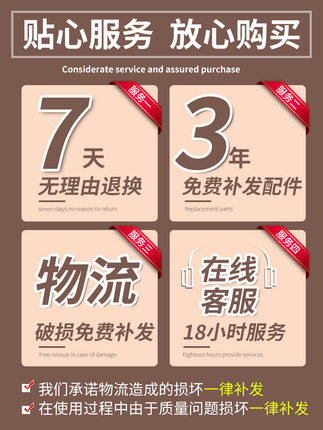 贴心服务 放心购买
Considerate service and assured purchase
服务一
7天
无理由退换
seven-days no reason to return
服务二
3年
免费补发配件
Replacement parts
服务三
物流
破损免费补发
Free reissue in case of damage
服务四
在线
客服
18小时服务
Eighteen hours provide services
我们承诺物流造成的损坏一律补发
在使用过程中由于质量问题损坏一律补发